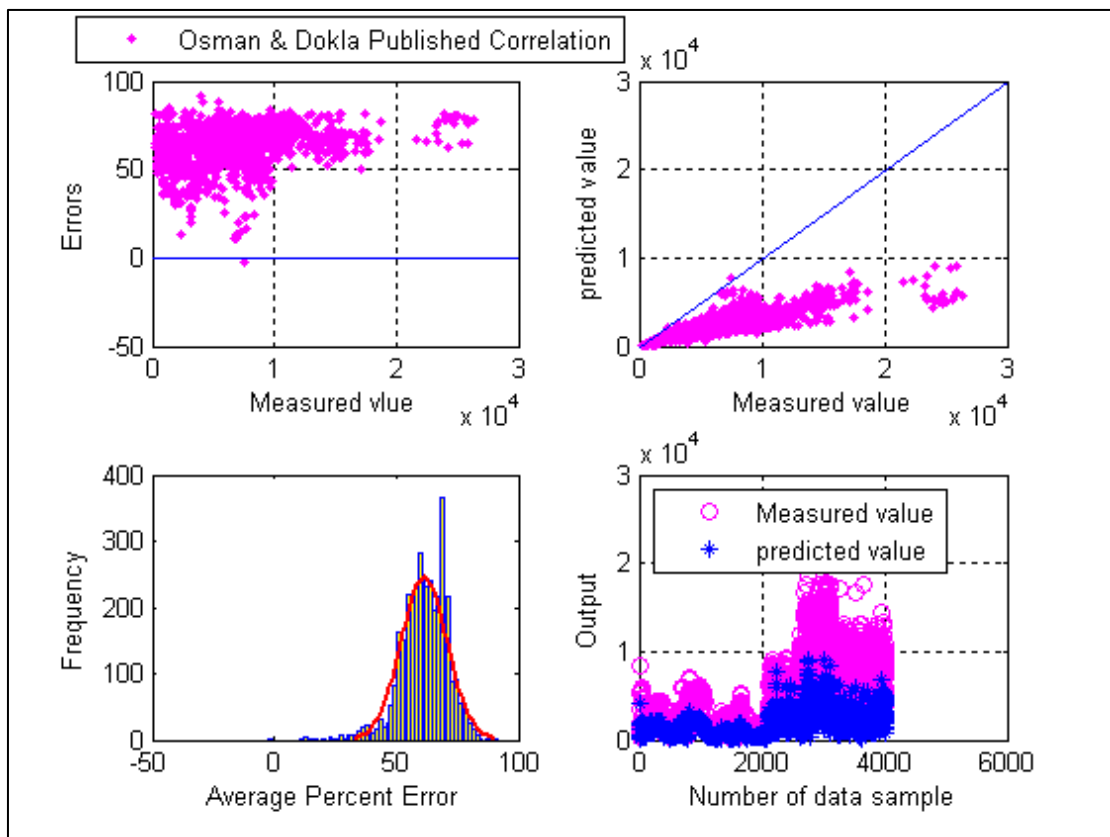 Osman & Dokla Published Correlation
100
50
0
-50
Errors
0
1
2
3
Measured vlue
x 10^4
x 10^4
3
2
1
0
predicted value
0
1
2
3
Measured value
x 10^4
400
300
200
100
0
Frequency
-50
0
50
100
Average Percent Error
x 10^4
3
2
1
0
Output
Measured value
predicted value
0
2000
4000
6000
Number of data sample